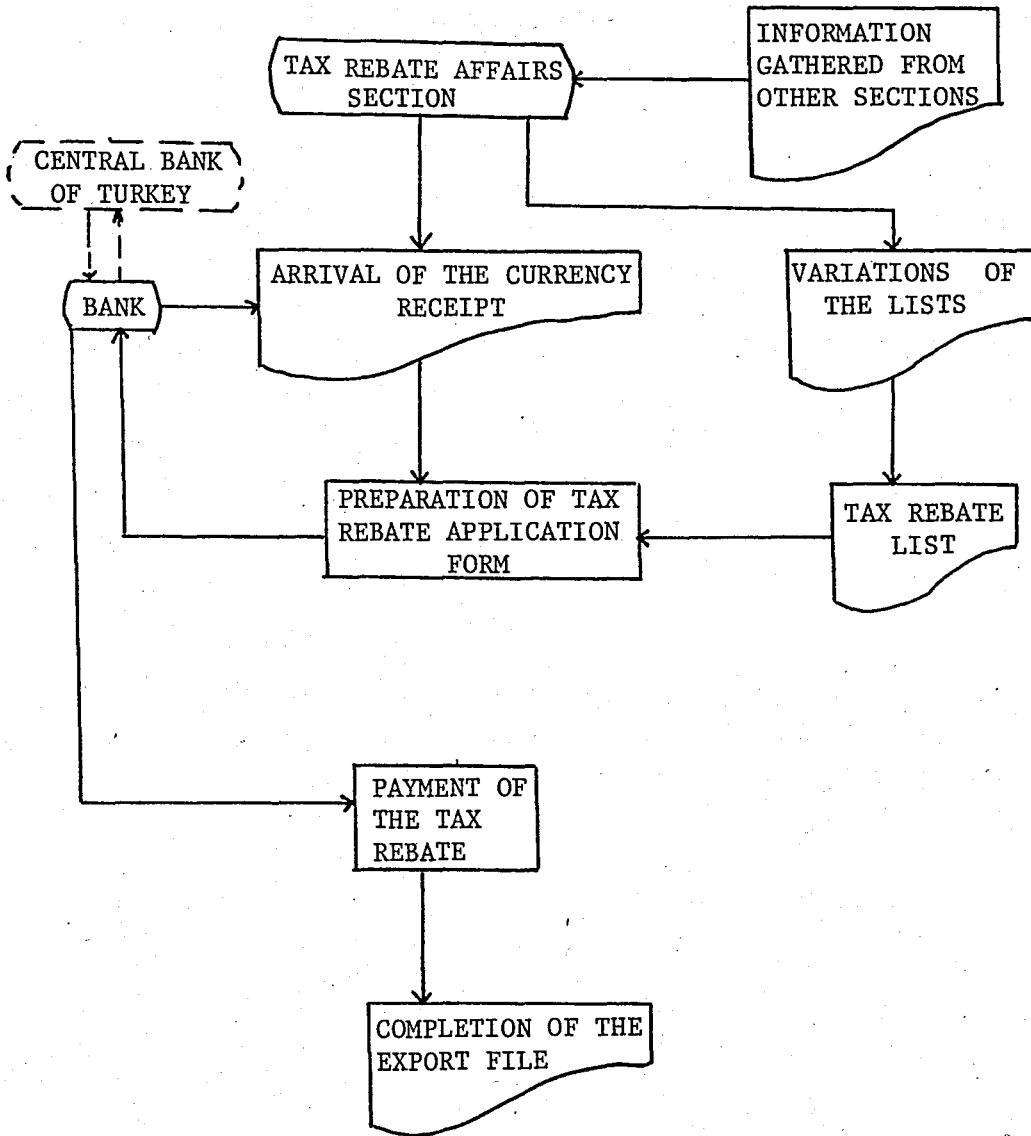 INFORMATION
GATHERED FROM
OTHER SECTIONS
TAX REBATE AFFAIRS
SECTION
CENTRAL BANK
OF TURKEY
BANK
ARRIVAL OF THE CURRENCY
RECEIPT
VARIATIONS OF
THE LISTS
PREPARATION OF TAX
REBATE APPLICATION
FORM
TAX REBATE
LIST
PAYMENT OF
THE TAX
REBATE
COMPLETION OF THE
EXPORT FILE